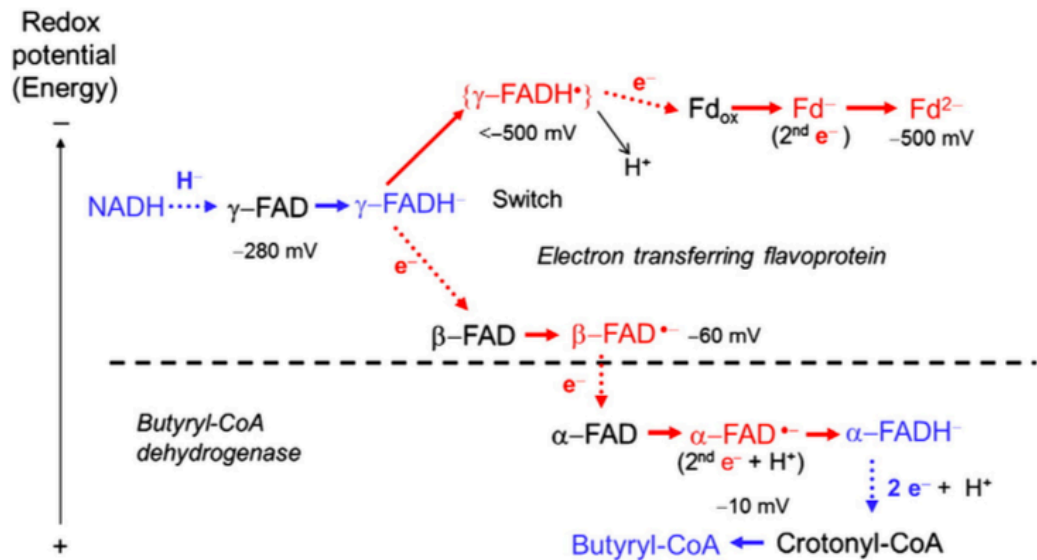 Redox
potential
(Energy)
–
{γ–FADH•} e⁻ Fdox Fd⁻ Fd²⁻
<–500 mV (2nd e⁻) –500 mV
H⁺
H⁻
NADH γ–FAD γ–FADH⁻ Switch
–280 mV
Electron transferring flavoprotein
e⁻
β–FAD β–FAD•⁻ –60 mV
e⁻
Butyryl-CoA
dehydrogenase
α–FAD α–FAD•⁻ α–FADH⁻
(2nd e⁻ + H⁺)
2 e⁻ + H⁺
–10 mV
+
Butyryl-CoA Crotonyl-CoA